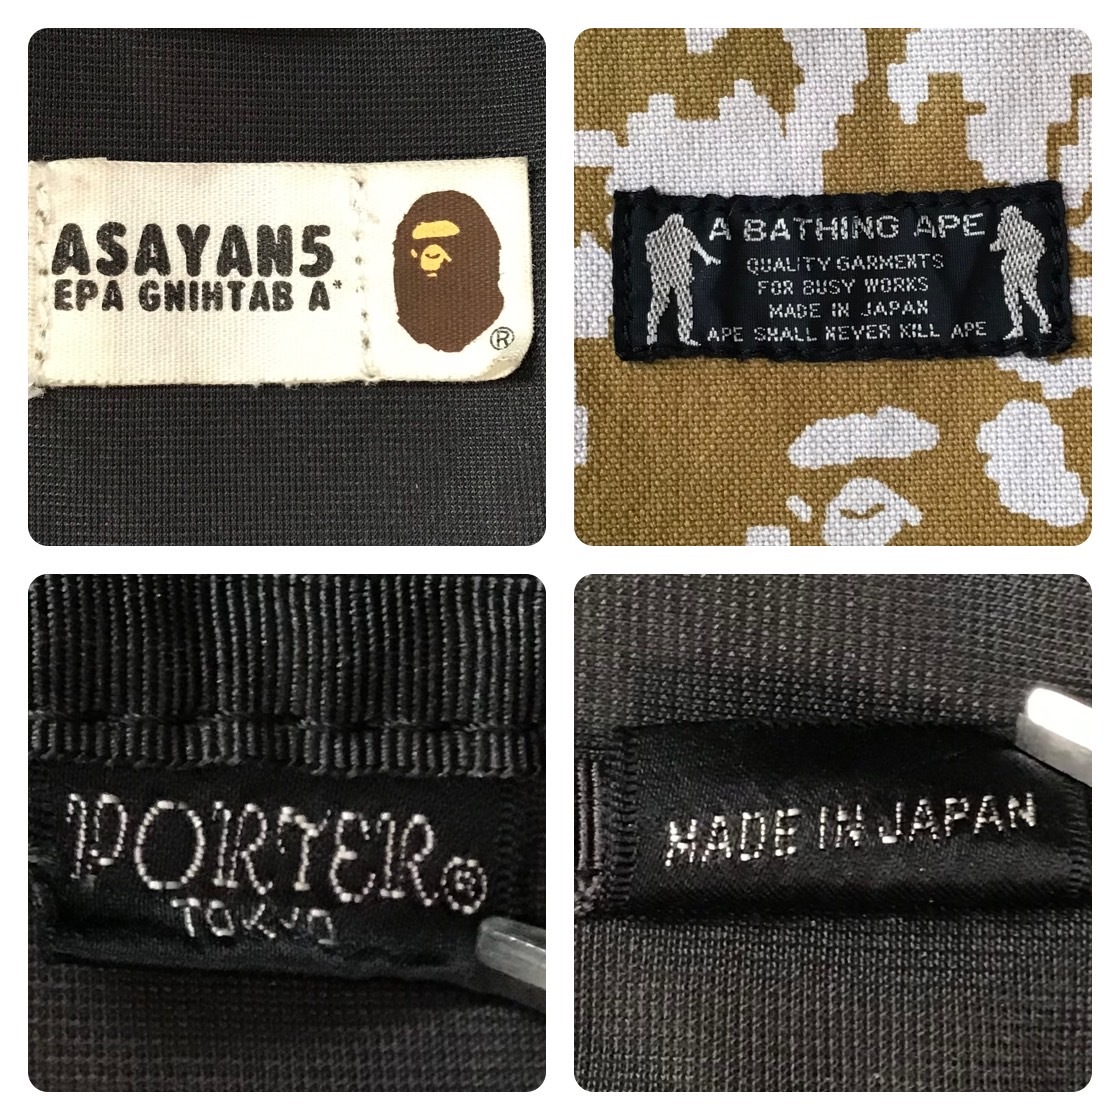 ASAYAN5
EPA GNIHTAB A*
®
A BATHING APE
QUALITY GARMENTS
FOR BUSY WORKS
MADE IN JAPAN
APE SHALL NEVER KILL APE
PORTER®
TOKYO
MADE IN JAPAN